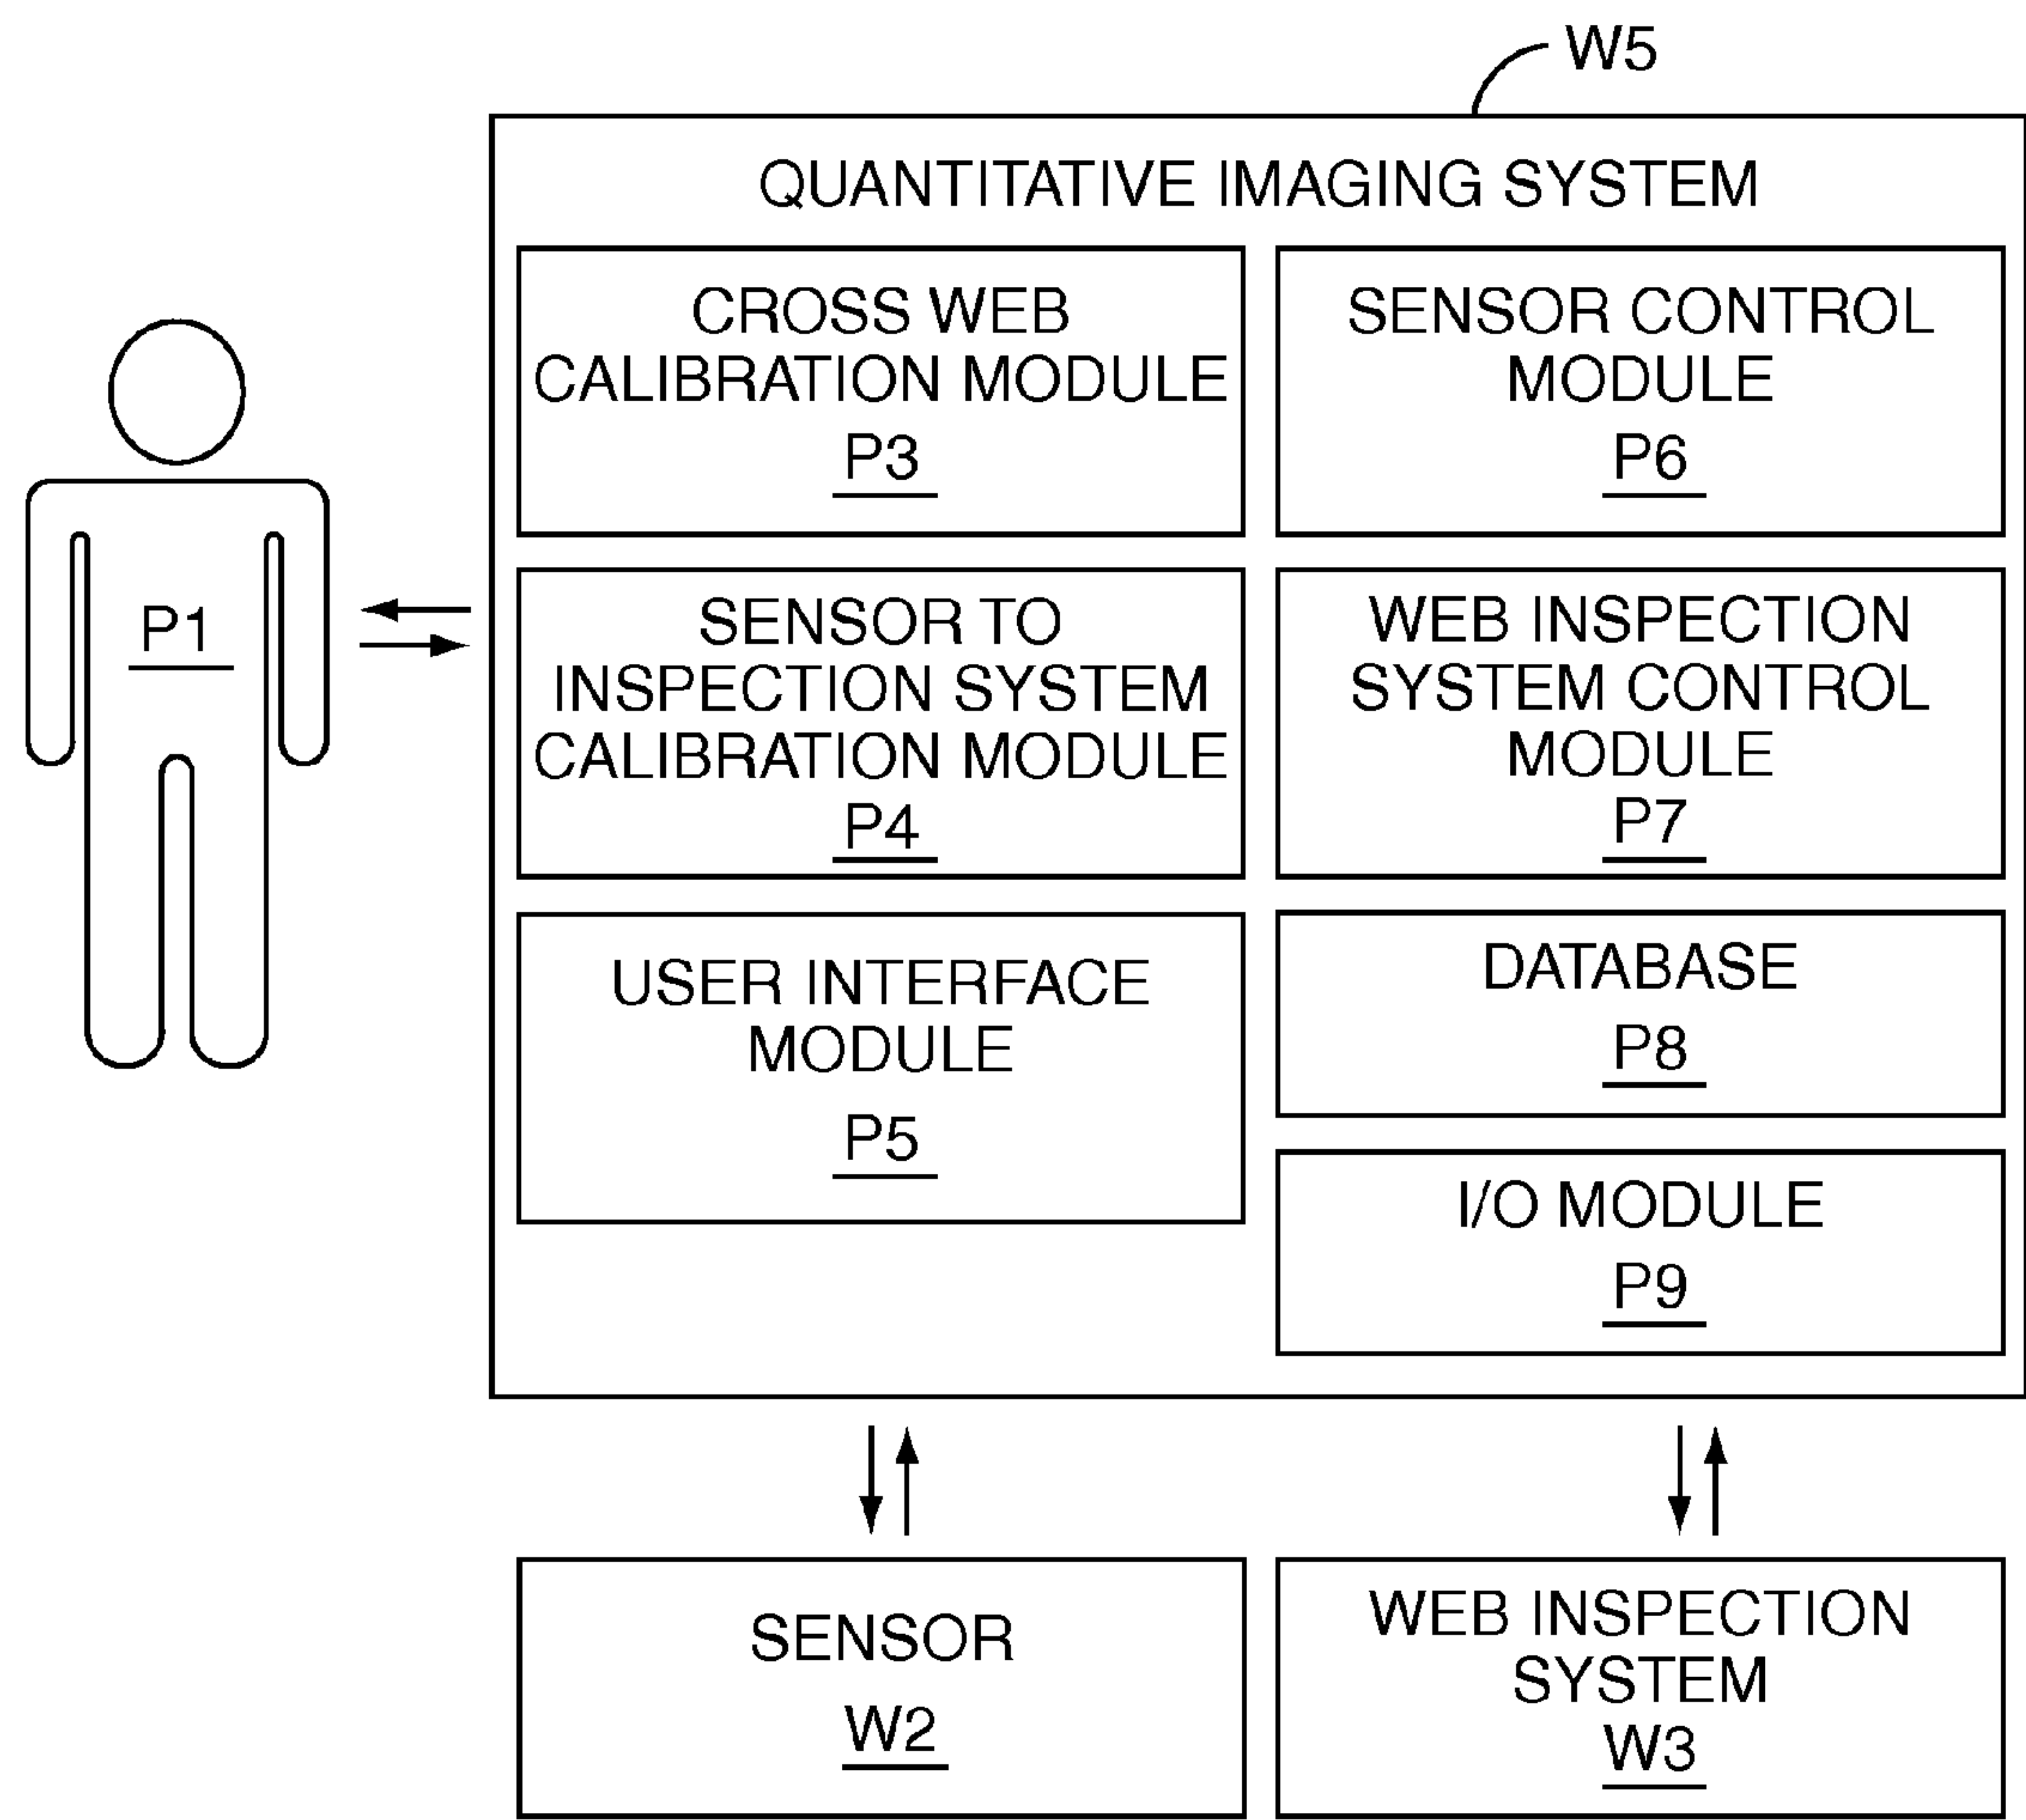 W5
QUANTITATIVE IMAGING SYSTEM
CROSS WEB
CALIBRATION MODULE
P3
SENSOR CONTROL
MODULE
P6
P1
SENSOR TO
INSPECTION SYSTEM
CALIBRATION MODULE
P4
WEB INSPECTION
SYSTEM CONTROL
MODULE
P7
USER INTERFACE
MODULE
P5
DATABASE
P8
I/O MODULE
P9
SENSOR
W2
WEB INSPECTION
SYSTEM
W3